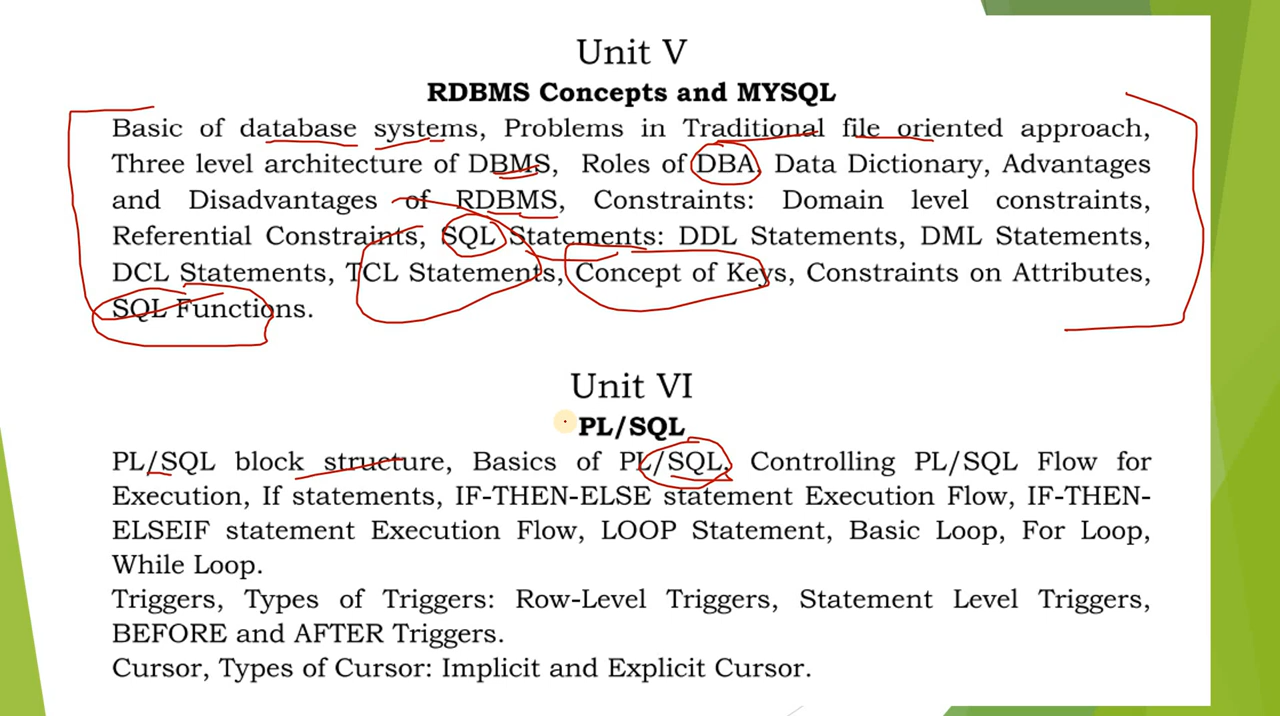 Unit V
RDBMS Concepts and MYSQL
Basic of database systems, Problems in Traditional file oriented approach,
Three level architecture of DBMS, Roles of DBA, Data Dictionary, Advantages
and Disadvantages of RDBMS, Constraints: Domain level constraints,
Referential Constraints, SQL Statements: DDL Statements, DML Statements,
DCL Statements, TCL Statements, Concept of Keys, Constraints on Attributes,
SQL Functions.
Unit VI
PL/SQL
PL/SQL block structure, Basics of PL/SQL, Controlling PL/SQL Flow for
Execution, If statements, IF-THEN-ELSE statement Execution Flow, IF-THEN-
ELSEIF statement Execution Flow, LOOP Statement, Basic Loop, For Loop,
While Loop.
Triggers, Types of Triggers: Row-Level Triggers, Statement Level Triggers,
BEFORE and AFTER Triggers.
Cursor, Types of Cursor: Implicit and Explicit Cursor.